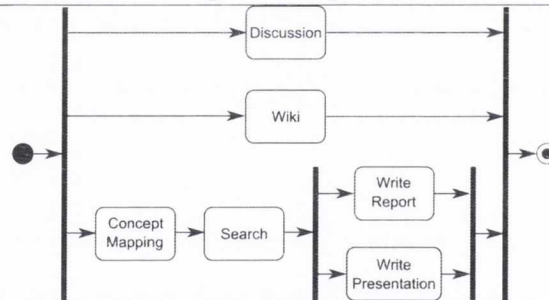 Discussion
Wiki
Concept
Mapping
Search
Write
Report
Write
Presentation